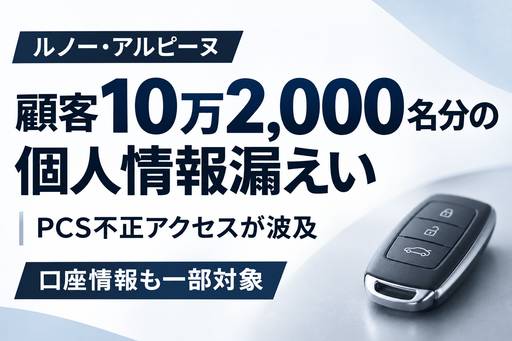 ルノー・アルピーヌ
顧客10万2,000名分の
個人情報漏えい
PCS不正アクセスが波及
口座情報も一部対象